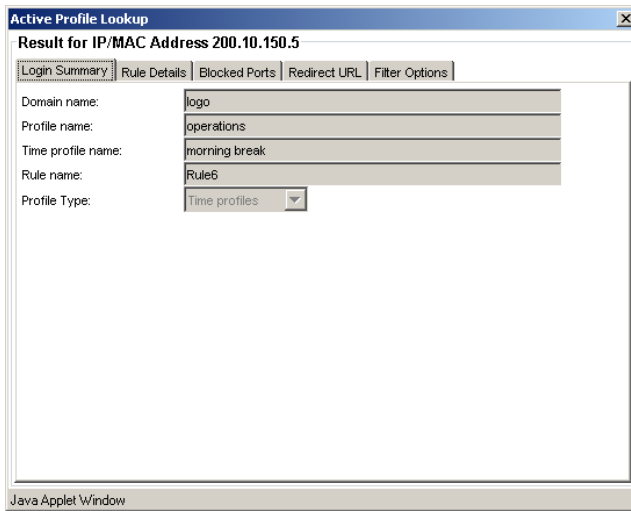 Active Profile Lookup
Result for IP/MAC Address 200.10.150.5
Login Summary Rule Details Blocked Ports Redirect URL Filter Options
Domain name: logo
Profile name: operations
Time profile name: morning break
Rule name: Rule6
Profile Type: Time profiles
Java Applet Window